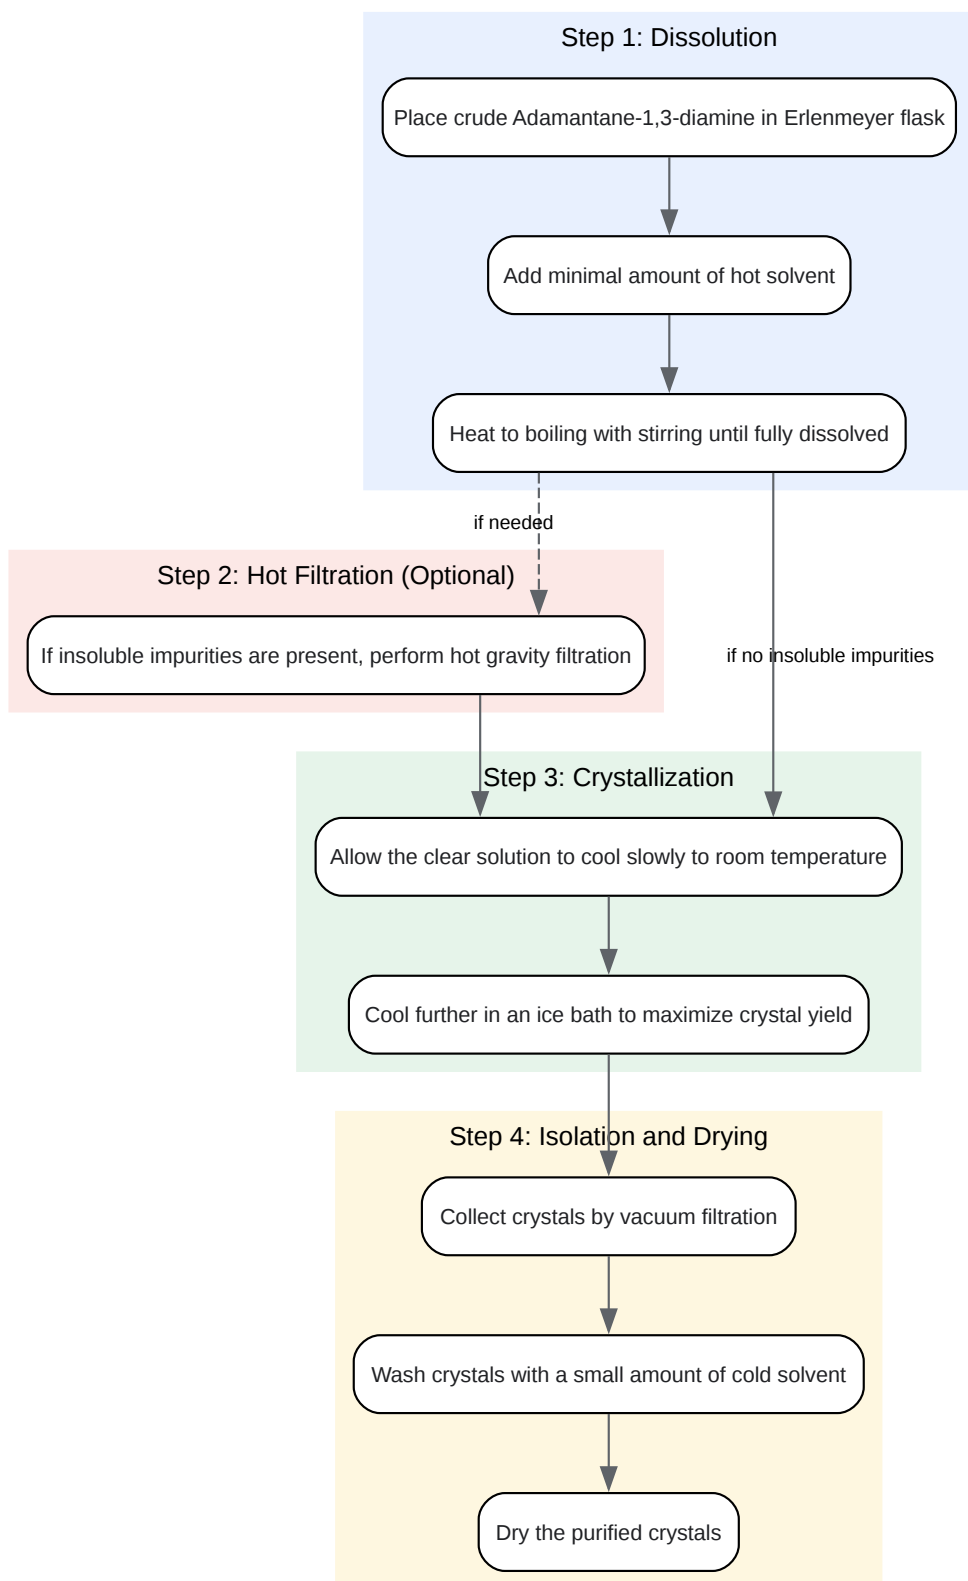 Step 1: Dissolution
Place crude Adamantane-1,3-diamine in Erlenmeyer flask
Add minimal amount of hot solvent
Heat to boiling with stirring until fully dissolved
if needed
Step 2: Hot Filtration (Optional)
If insoluble impurities are present, perform hot gravity filtration
if no insoluble impurities
Step 3: Crystallization
Allow the clear solution to cool slowly to room temperature
Cool further in an ice bath to maximize crystal yield
Step 4: Isolation and Drying
Collect crystals by vacuum filtration
Wash crystals with a small amount of cold solvent
Dry the purified crystals